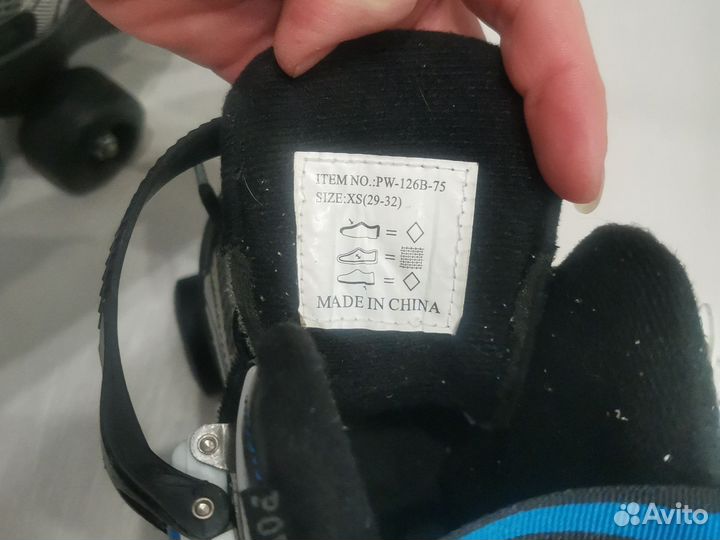 ITEM NO.:PW-126B-75
SIZE:XS(29-32)
MADE IN CHINA
Avito